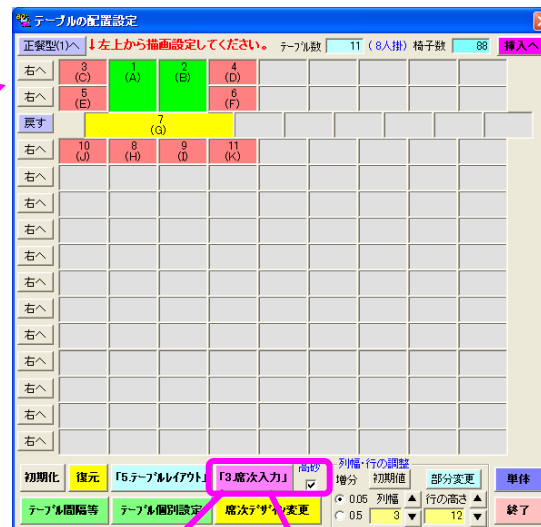 テーブルの配置設定
正餐型(1)へ ↓左上から描画設定してください。 テーブル数 11 (8人掛) 椅子数 88 挿入へ
右へ 3 1 2 4
(C) (A) (B) (D)
右へ 5 6
(E) (F)
戻す 7
(G)
右へ 10 8 9 11
(J) (H) (I) (K)
右へ
右へ
右へ
右へ
右へ
右へ
右へ
右へ
右へ
右へ
右へ
高砂 列幅・行の調整
初期化 復元 「5.テーブルレイアウト」 「3.席次入力」 増分 初期値 部分変更 単体
0.05 列幅 ▲ 行の高さ ▲
テーブル間隔等 テーブル個別設定 席次デザイン変更 0.5 3 ▼ 12 ▼ 終了